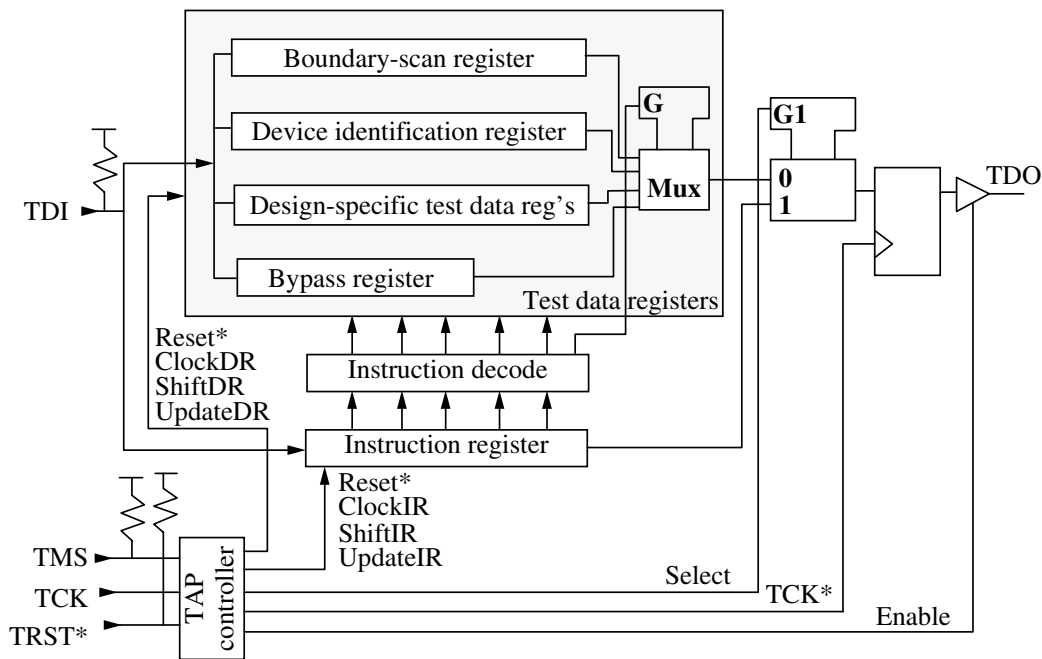 Boundary-scan register
G
G1
Device identification register
TDI
Mux
0
1
TDO
Design-specific test data reg's
Bypass register
Test data registers
Reset*
ClockDR
ShiftDR
UpdateDR
Instruction decode
Instruction register
Reset*
ClockIR
ShiftIR
UpdateIR
TMS
TCK
TRST*
TAP
controller
Select
TCK*
Enable